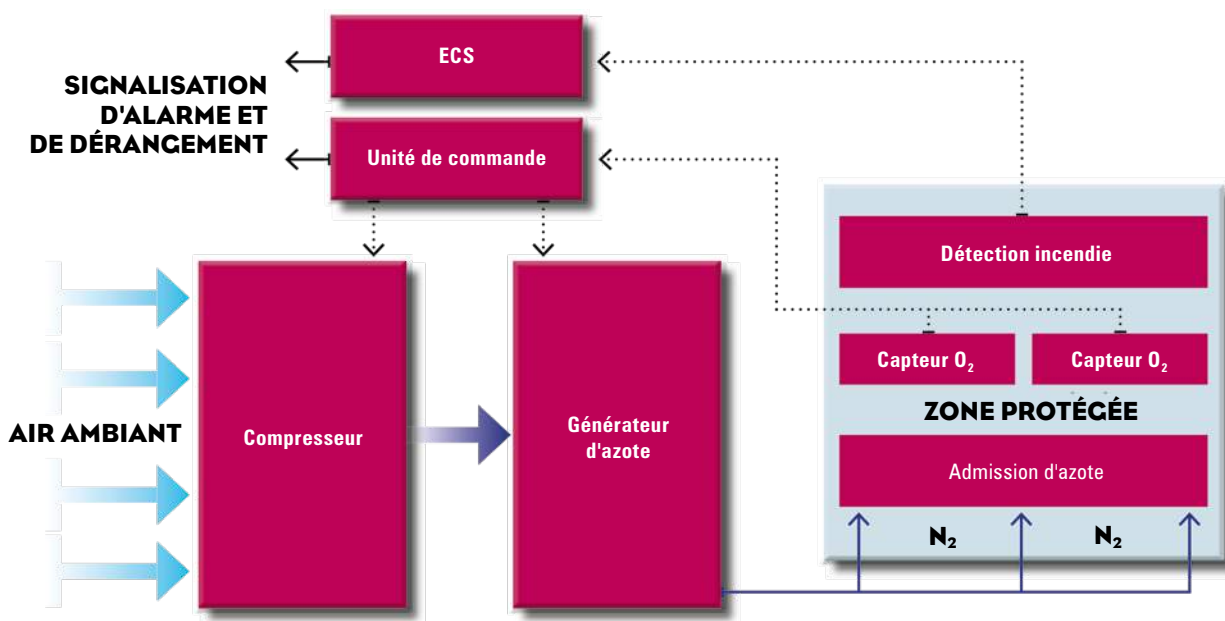 ECS
SIGNALISATION
D'ALARME ET
DE DÉRANGEMENT
Unité de commande
Détection incendie
Capteur O₂
Capteur O₂
ZONE PROTÉGÉE
AIR AMBIANT
Compresseur
Générateur
d'azote
Admission d'azote
N₂
N₂